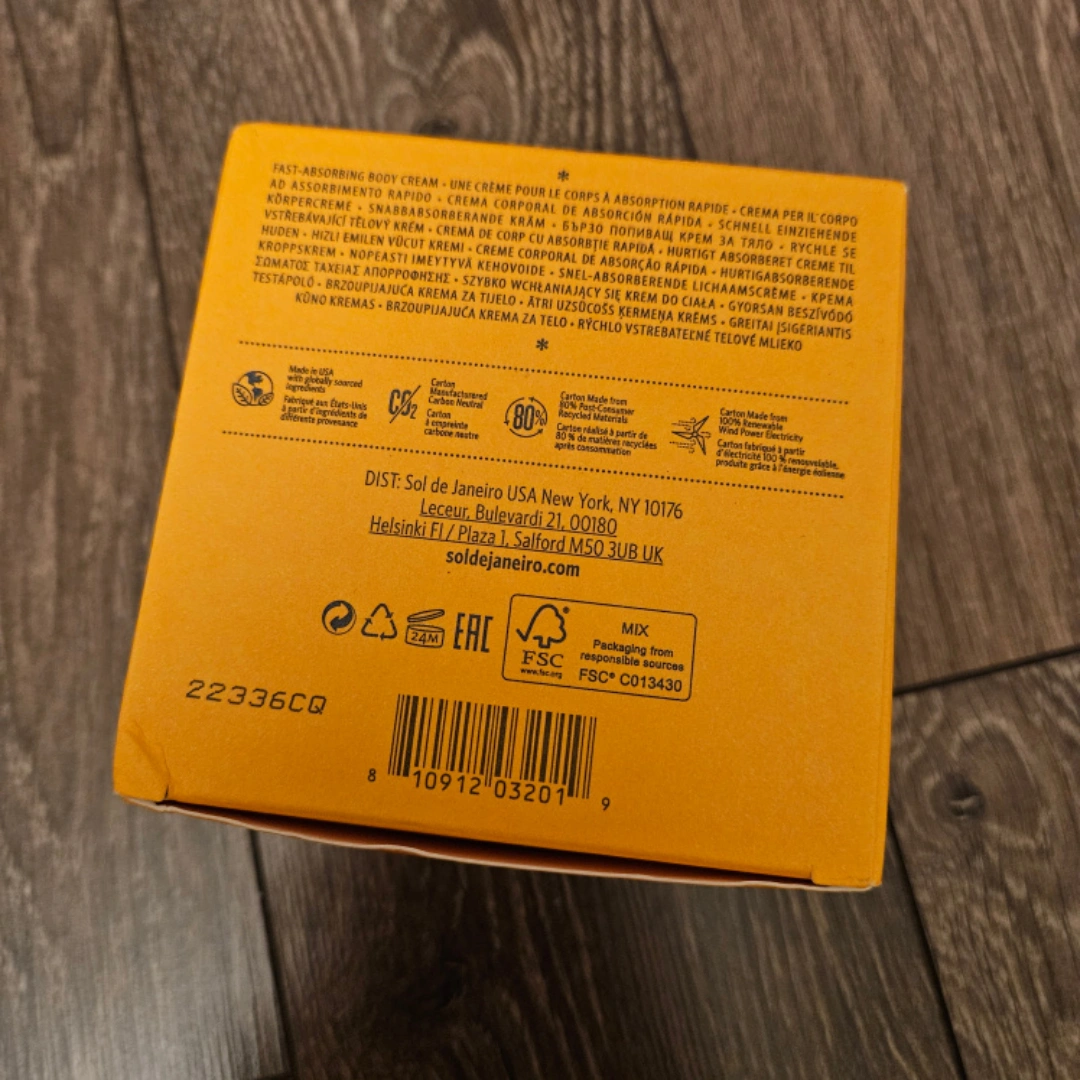 *
FAST-ABSORBING BODY CREAM • UNE CRÈME POUR LE CORPS À ABSORPTION RAPIDE • CREMA PER IL CORPO
AD ASSORBIMENTO RAPIDO • CREMA CORPORAL DE ABSORCIÓN RÁPIDA • SCHNELL EINZIEHENDE
KÖRPERCREME • SNABBABSORBERANDE KRÄM • БЪРЗО ПОПИВАЩ КРЕМ ЗА ТЯЛО • RYCHLE SE
VSTŘEBÁVAJÍCÍ TĚLOVÝ KRÉM • CREMĂ DE CORP CU ABSORBȚIE RAPIDĂ • HURTIGT ABSORBERET CREME TIL
HUDEN • HIZLI EMILEN VÜCUT KREMI • CREME CORPORAL DE ABSORÇÃO RÁPIDA • HURTIGABSORBERENDE
KROPPSKREM • NOPEASTI IMEYTYVÄ KEHOVOIDE • SNEL-ABSORBERENDE LICHAAMSCRÈME • ΚΡΕΜΑ
ΣΩΜΑΤΟΣ ΤΑΧΕΙΑΣ ΑΠΟΡΡΟΦΗΣΗΣ • SZYBKO WCHŁANIAJĄCY SIĘ KREM DO CIAŁA • GYORSAN BESZÍVÓDÓ
TESTÁPOLÓ • BRZOUPIJAJUĆA KREMA ZA TIJELO • ĀTRI UZSŪCOŠS ĶERMEŅA KRĒMS • GREITAI ĮSIGERIANTIS
KŪNO KREMAS • BRZOUPIJAJUĆA KREMA ZA TELO • RÝCHLO VSTREBATEĽNÉ TELOVÉ MLIEKO
*
Made in USA
with globally sourced
ingredients
Fabriqué aux États-Unis
à partir d'ingrédients de
différente provenance
CO2
Carton
Manufacturered
Carbon Neutral
Carton
à empreinte
carbone neutre
80%
Carton Made from
80% Post-Consumer
Recycled Materials
Carton réalisé à partir de
80 % de matières recyclées
après consommation
Carton Made from
100% Renewable
Wind Power Electricity
Carton fabriqué à partir
d'électricité 100 % renouvelable,
produite grâce à l'énergie éolienne
DIST: Sol de Janeiro USA New York, NY 10176
Leceur, Bulevardi 21, 00180
Helsinki FI / Plaza 1, Salford M50 3UB UK
soldejaneiro.com
24M
EAC
FSC®
www.fsc.org
MIX
Packaging from
responsible sources
FSC® C013430
22336CQ
8 10912 03201 9